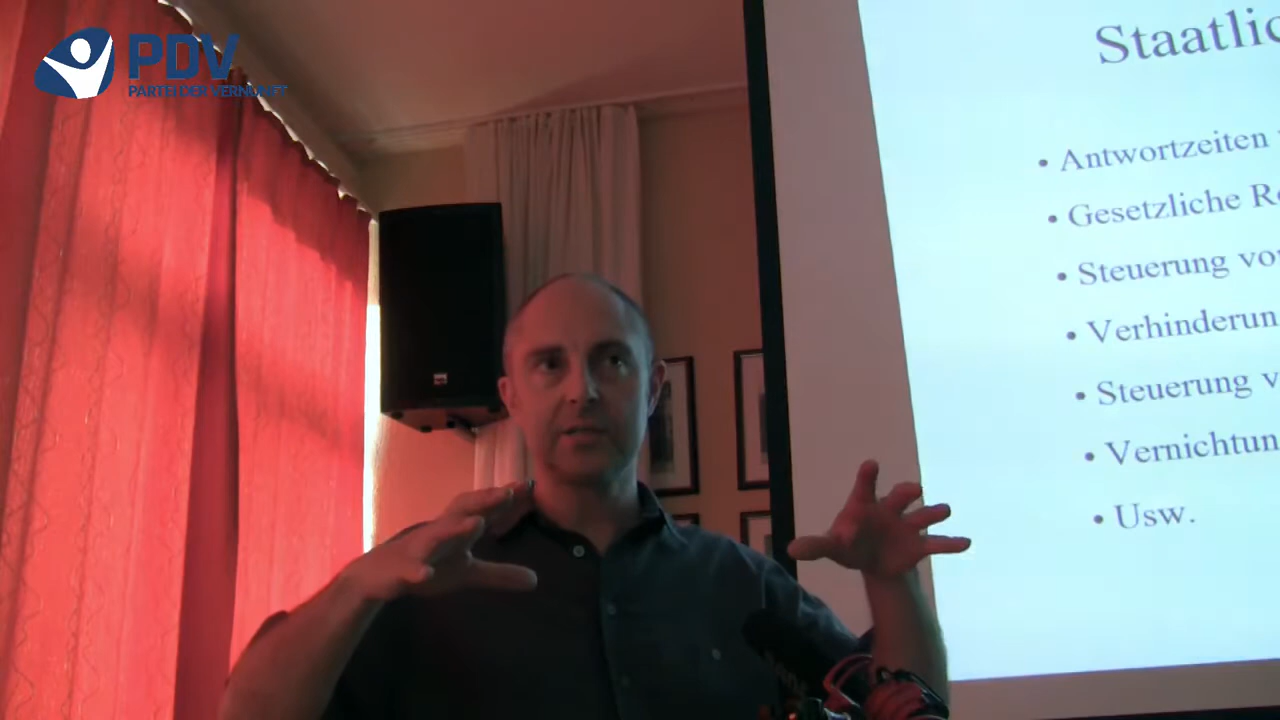 PDV
PARTEI DER VERNUNFT
Staatlic
• Antwortzeiten
• Gesetzliche Re
• Steuerung vo
• Verhinderun
• Steuerung v
• Vernichtun
• Usw.